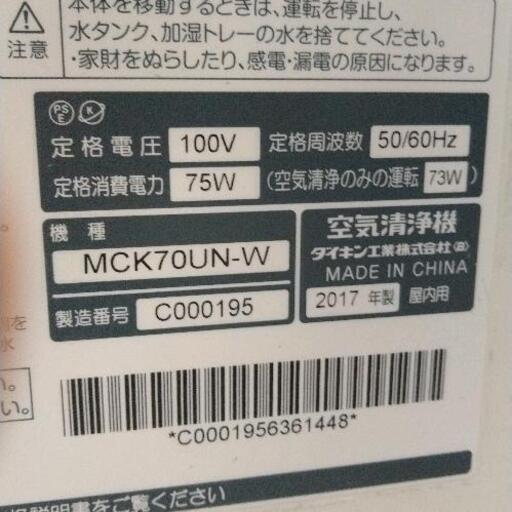 本体を移動するときは、運転を停止し、
水タンク、加湿トレーの水を捨ててください。
・家財をぬらしたり、感電・漏電の原因になります。
注意
PS E K
定格電圧 100V 定格周波数 50/60Hz
定格消費電力 75W (空気清浄のみの運転 73W)
機種
MCK70UN-W
製造番号 C000195
空気清浄機
ダイキン工業株式会社
MADE IN CHINA
2017 年製 屋内用
を
水
い。
い。
*C0001956361448*
説明書をご覧ください